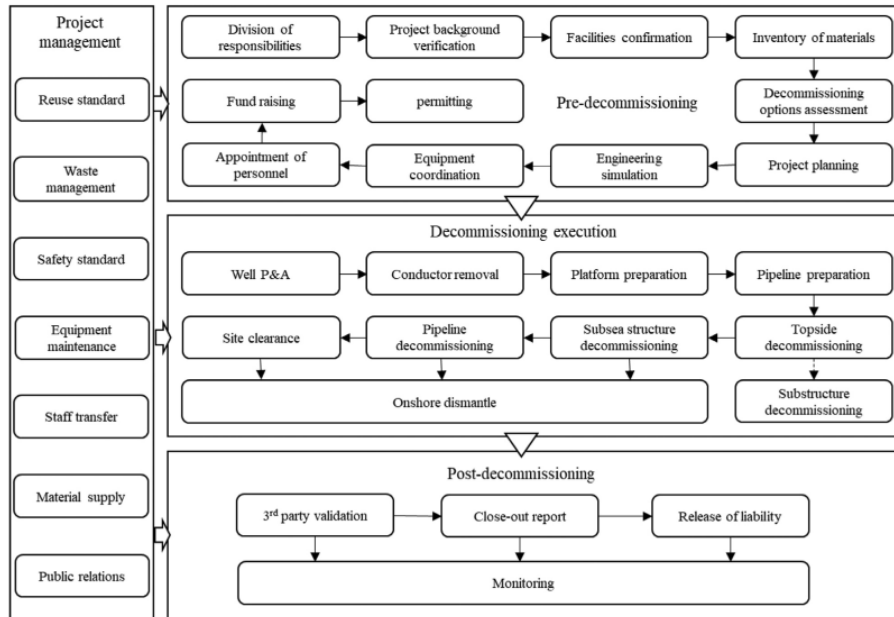 Project
management
Reuse standard
Waste
management
Safety standard
Equipment
maintenance
Staff transfer
Material supply
Public relations
Division of
responsibilities
Project background
verification
Facilities confirmation
Inventory of materials
Fund raising
permitting
Pre-decommissioning
Decommissioning
options assessment
Appointment of
personnel
Equipment
coordination
Engineering
simulation
Project planning
Decommissioning execution
Well P&A
Conductor removal
Platform preparation
Pipeline preparation
Site clearance
Pipeline
decommissioning
Subsea structure
decommissioning
Topside
decommissioning
Onshore dismantle
Substructure
decommissioning
Post-decommissioning
3rd party validation
Close-out report
Release of liability
Monitoring